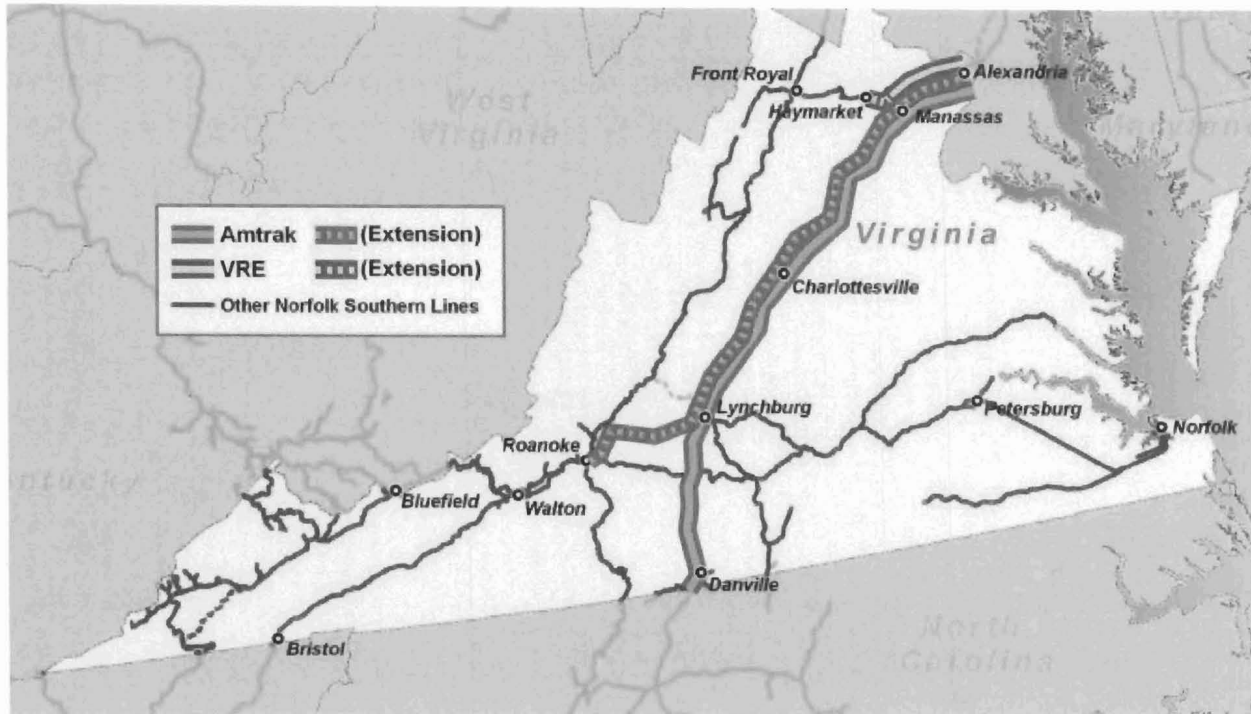 Front Royal
Alexandria
West
Virginia
Haymarket
Manassas
Amtrak (Extension)
VRE (Extension)
Other Norfolk Southern Lines
Virginia
Charlottesville
Lynchburg
Petersburg
Norfolk
Roanoke
Bluefield
Walton
Danville
Bristol
North
Carolina